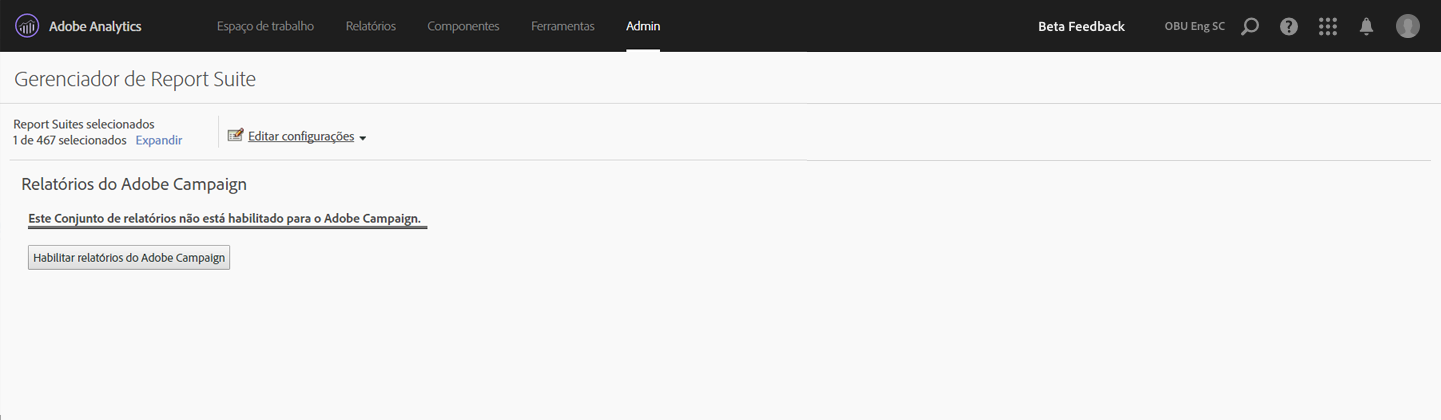 Adobe Analytics Espaço de trabalho Relatórios Componentes Ferramentas Admin Beta Feedback OBU Eng SC
Gerenciador de Report Suite
Report Suites selecionados
1 de 467 selecionados Expandir
Editar configurações
Relatórios do Adobe Campaign
Este Conjunto de relatórios não está habilitado para o Adobe Campaign.
Habilitar relatórios do Adobe Campaign